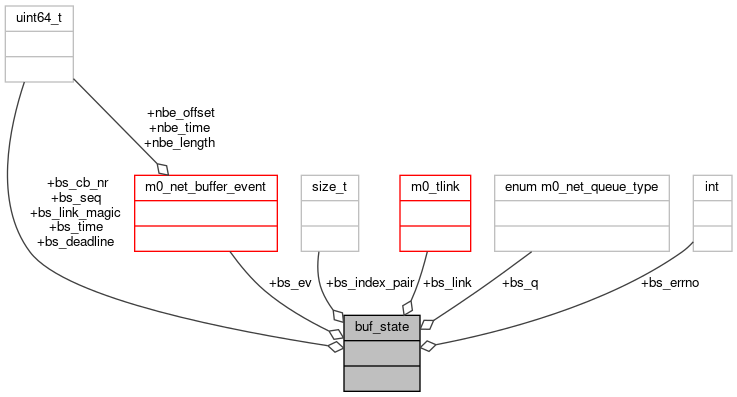 uint64_t
+nbe_offset
+nbe_time
+nbe_length
+bs_cb_nr
+bs_seq
+bs_link_magic
+bs_time
+bs_deadline
m0_net_buffer_event
size_t
m0_tlink
enum m0_net_queue_type
int
+bs_ev
+bs_index_pair
+bs_link
+bs_q
+bs_errno
buf_state